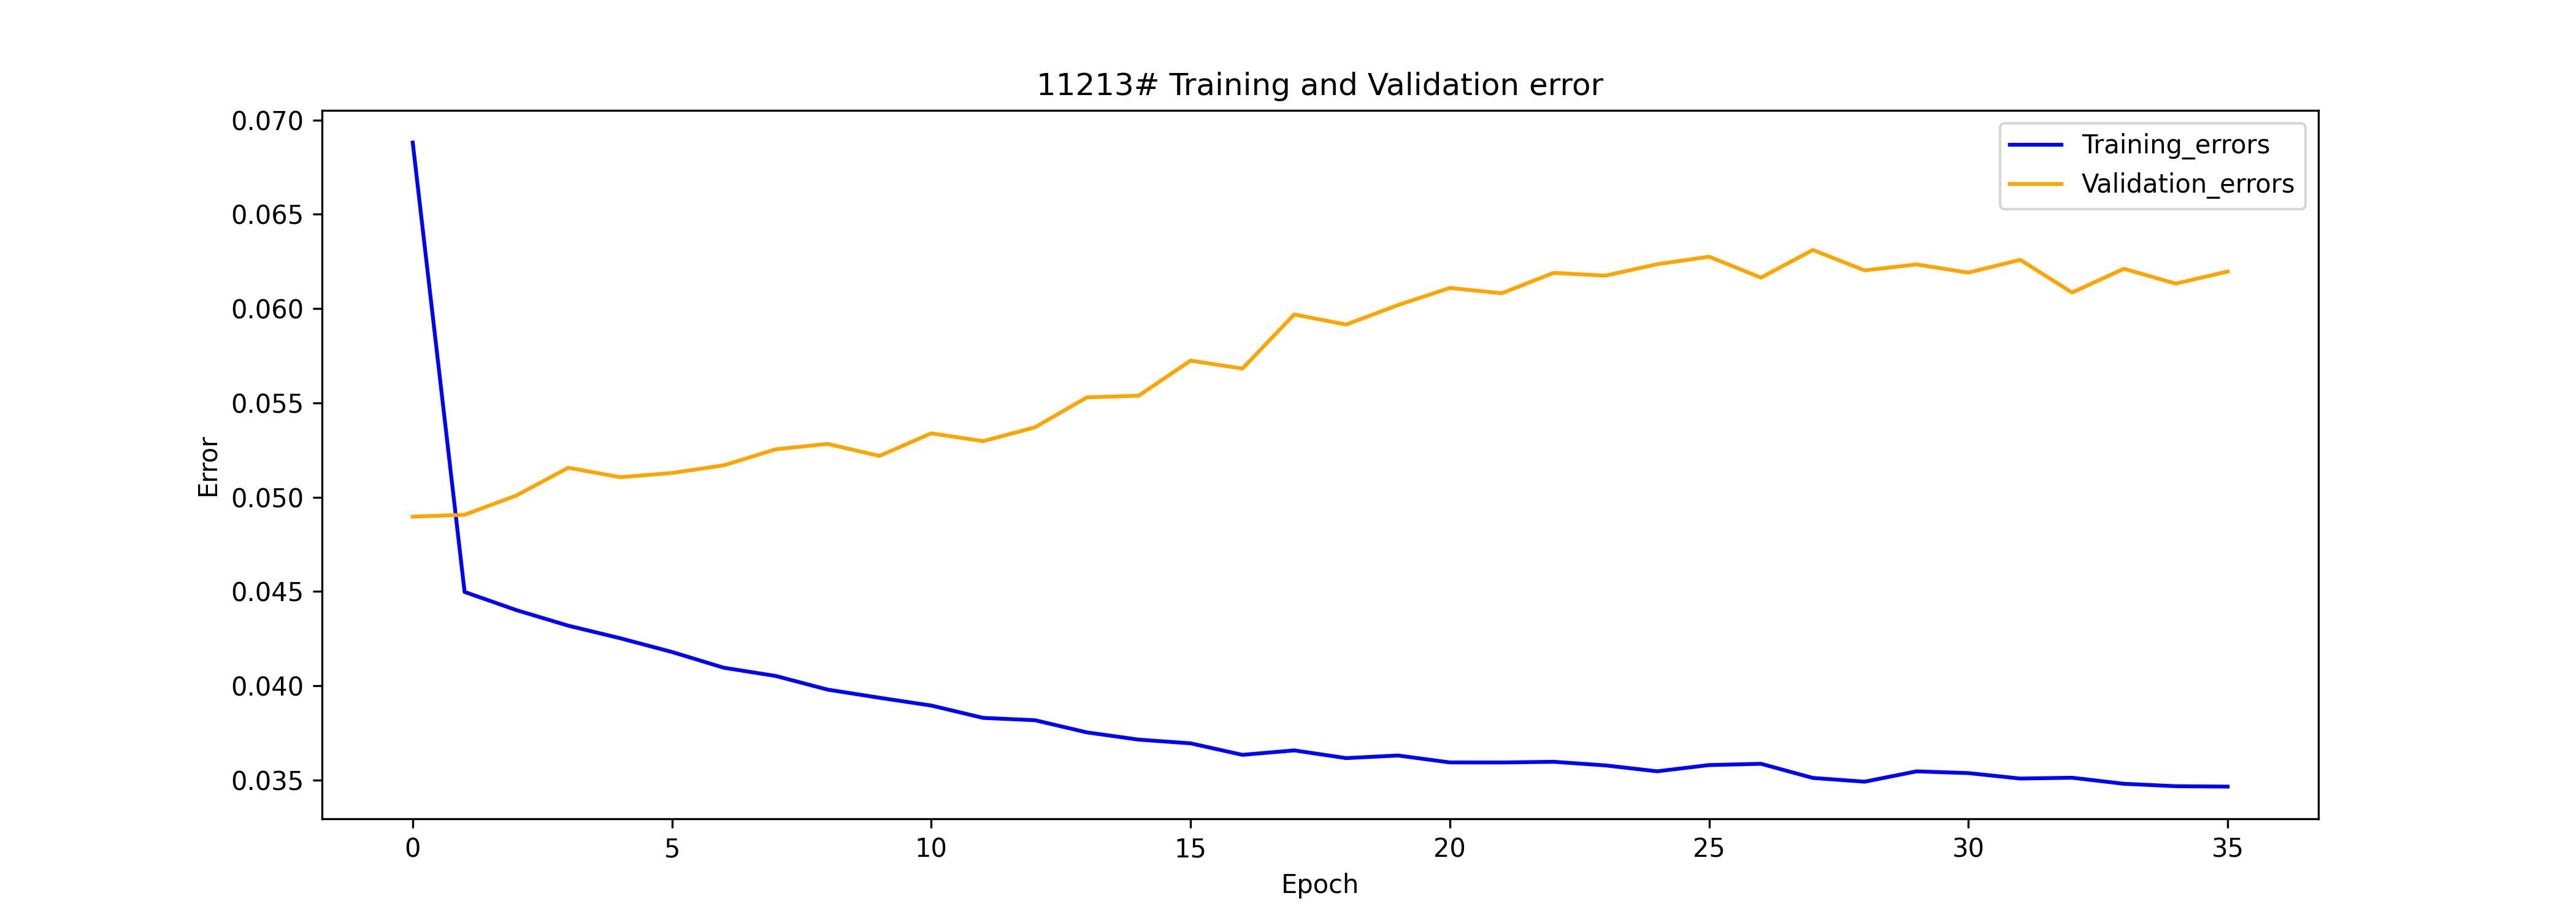 11213# Training and Validation error
Training_errors
Validation_errors
0.070
0.065
0.060
0.055
0.050
0.045
0.040
0.035
Error
0 5 10 15 20 25 30 35
Epoch